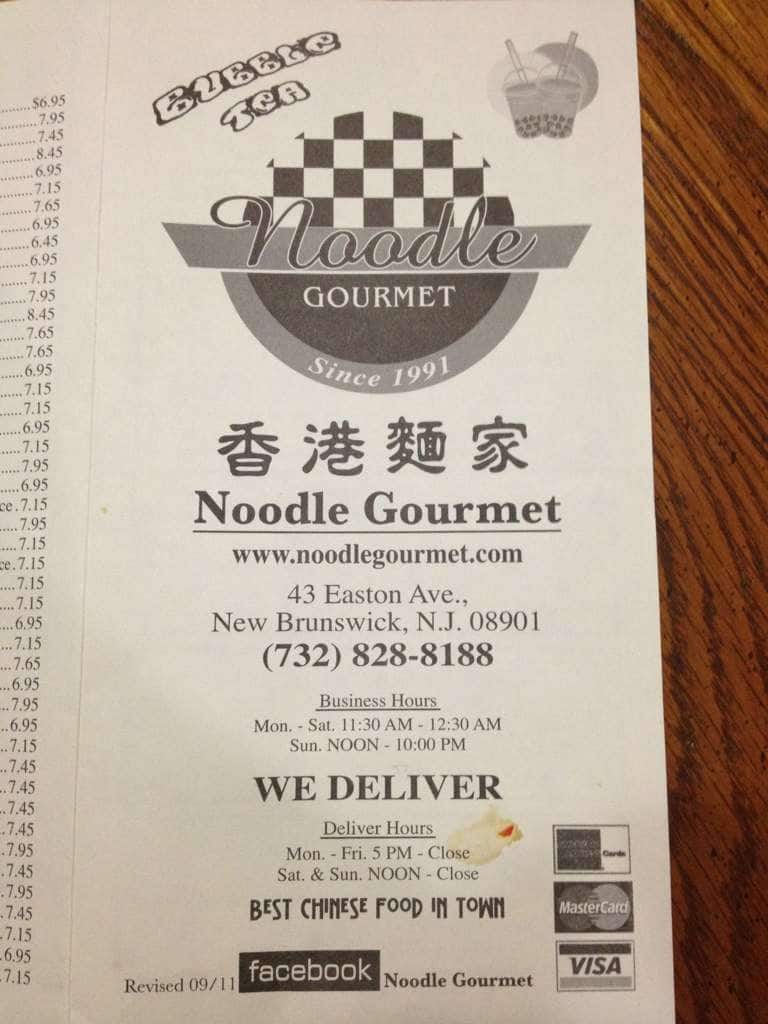 ......$6.95
.......7.95
.......7.45
.......8.45
......6.95
.......7.15
......7.65
......6.95
......6.45
......6.95
......7.15
......7.95
......8.45
......7.65
......7.65
......6.95
.....7.15
.....7.15
.....6.95
.....7.15
.....7.95
.....6.95
ce.7.15
.....7.95
.....7.15
ce.7.15
....7.15
....7.15
....6.95
....7.15
...7.65
...6.95
...7.95
...6.95
..7.15
..7.45
..7.45
..7.45
.7.45
.7.95
.7.45
.7.95
.7.45
.7.15
.6.95
.7.15
BUBBLE
TEA
Noodle
GOURMET
Since 1991
香港麵家
Noodle Gourmet
www.noodlegourmet.com
43 Easton Ave.,
New Brunswick, N.J. 08901
(732) 828-8188
Business Hours
Mon. - Sat. 11:30 AM - 12:30 AM
Sun. NOON - 10:00 PM
WE DELIVER
Deliver Hours
Mon. - Fri. 5 PM - Close
Sat. & Sun. NOON - Close
BEST CHINESE FOOD IN TOWN
Cards
MasterCard
VISA
Revised 09/11 facebook Noodle Gourmet